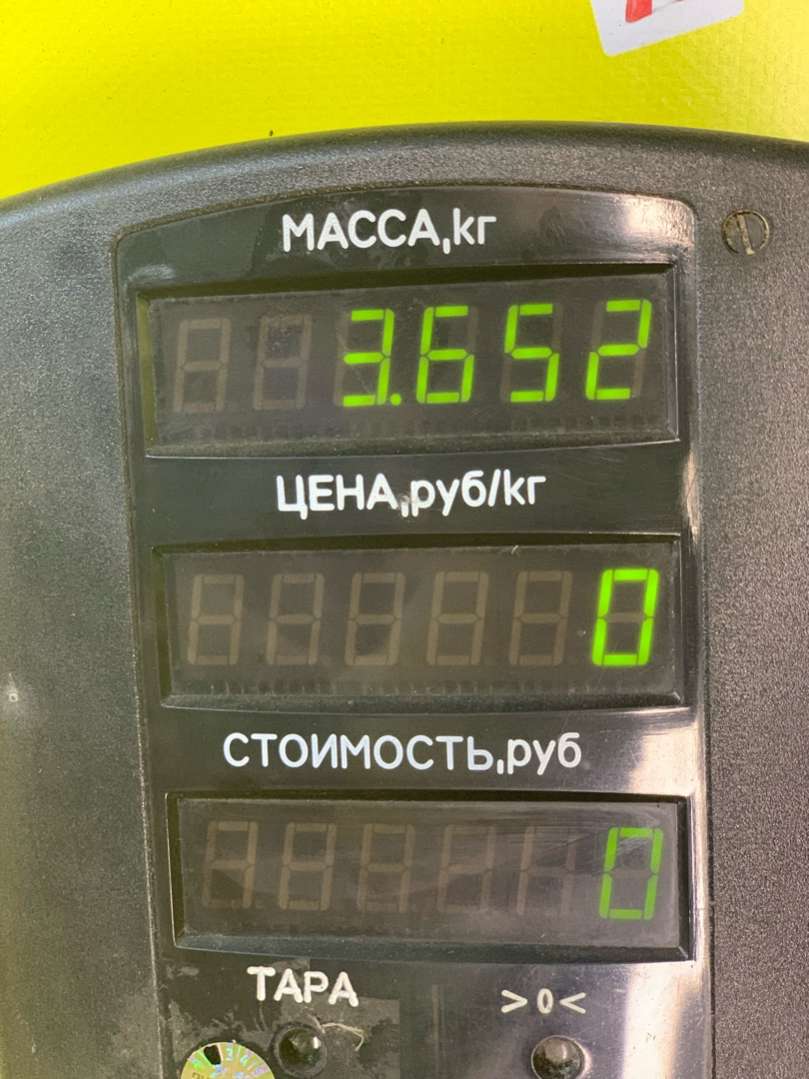 МАССА,кг
3.652
ЦЕНА,руб/кг
0
СТОИМОСТЬ,руб
0
ТАРА >0<